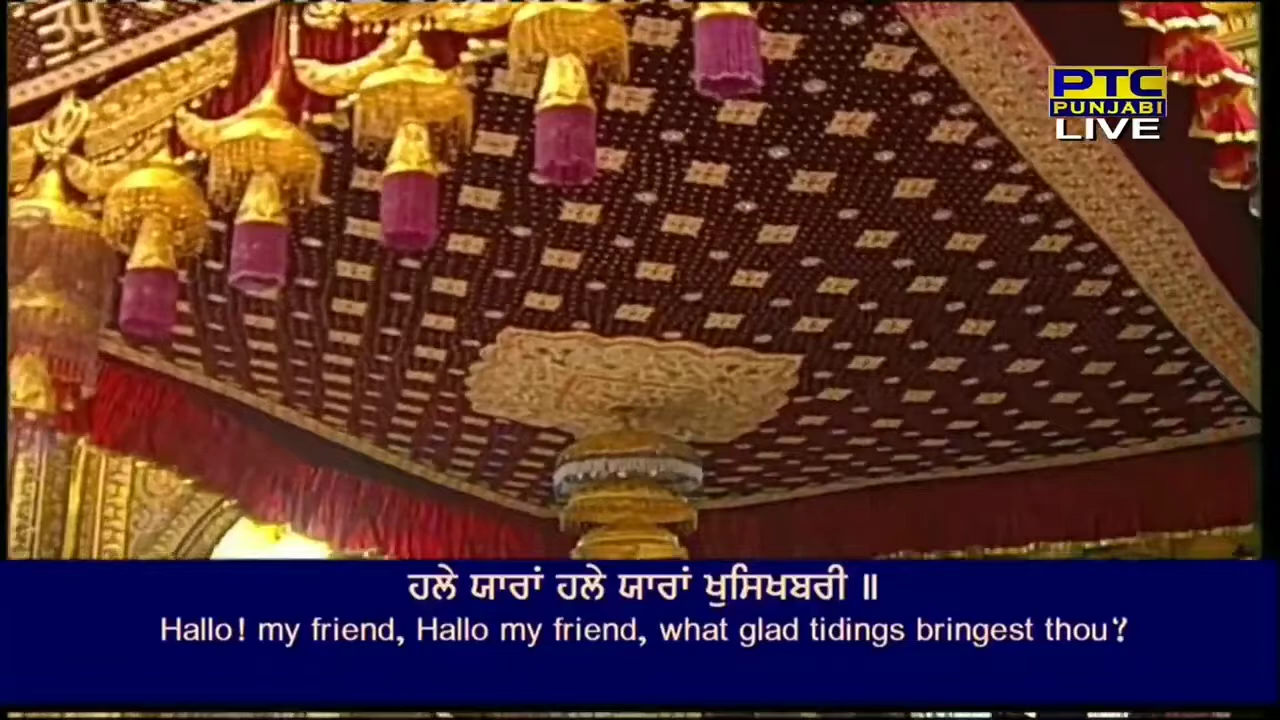 PTC
PUNJABI
LIVE
ਹਲੇ ਯਾਰਾਂ ਹਲੇ ਯਾਰਾਂ ਖੁਸਿਖਬਰੀ ॥
Hallo! my friend, Hallo my friend, what glad tidings bringest thou?